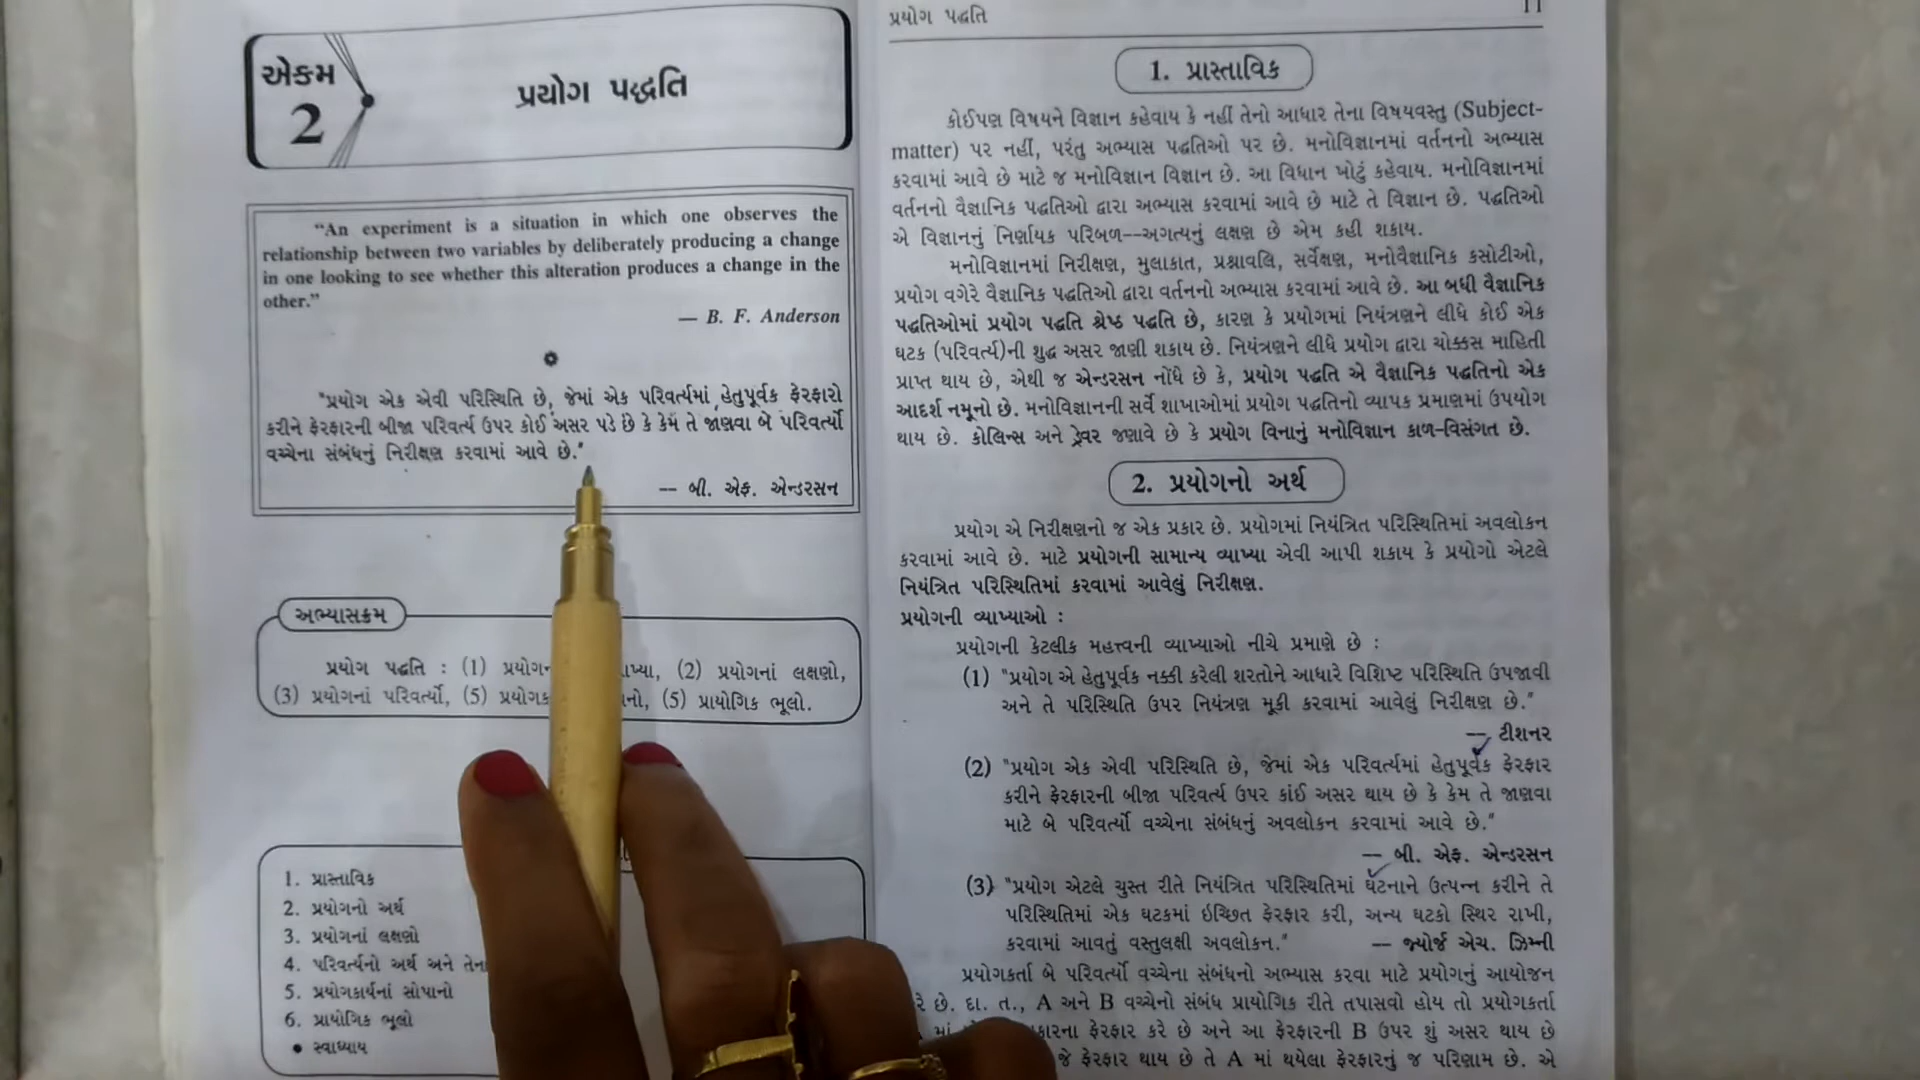 એકમ
2
પ્રયોગ પદ્ધતિ
“An experiment is a situation in which one observes the
relationship between two variables by deliberately producing a change
in one looking to see whether this alteration produces a change in the
other.”
— B. F. Anderson
"પ્રયોગ એક એવી પરિસ્થિતિ છે, જેમાં એક પરિવર્ત્યમાં હેતુપૂર્વક ફેરફારો
કરીને ફેરફારની બીજા પરિવર્ત્ય ઉપર કોઈ અસર પડે છે કે કેમ તે જાણવા બે પરિવર્ત્યો
વચ્ચેના સંબંધનું નિરીક્ષણ કરવામાં આવે છે."
-- બી. એફ. એન્ડરસન
અભ્યાસક્રમ
પ્રયોગ પદ્ધતિ : (1) (2) પ્રયોગનાં લક્ષણો,
(3) પ્રયોગનાં પરિવર્ત્યો, (5) (5) પ્રાયોગિક ભૂલો.
1. પ્રાસ્તાવિક
2. પ્રયોગનો અર્થ
3. પ્રયોગનાં લક્ષણો
4. પરિવર્ત્યનો અર્થ અને તેના
5. પ્રયોગકાર્યનાં સોપાનો
6. પ્રાયોગિક ભૂલો
• સ્વાધ્યાય
પ્રયોગ પદ્ધતિ 11
1. પ્રાસ્તાવિક
કોઈપણ વિષયને વિજ્ઞાન કહેવાય કે નહીં તેનો આધાર તેના વિષયવસ્તુ (Subject-
matter) પર નહીં, પરંતુ અભ્યાસ પદ્ધતિઓ પર છે. મનોવિજ્ઞાનમાં વર્તનનો અભ્યાસ
કરવામાં આવે છે માટે જ મનોવિજ્ઞાન વિજ્ઞાન છે. આ વિધાન ખોટું કહેવાય. મનોવિજ્ઞાનમાં
વર્તનનો વૈજ્ઞાનિક પદ્ધતિઓ દ્વારા અભ્યાસ કરવામાં આવે છે માટે તે વિજ્ઞાન છે. પદ્ધતિઓ
એ વિજ્ઞાનનું નિર્ણાયક પરિબળ--અગત્યનું લક્ષણ છે એમ કહી શકાય.
મનોવિજ્ઞાનમાં નિરીક્ષણ, મુલાકાત, પ્રશ્નાવલિ, સર્વેક્ષણ, મનોવૈજ્ઞાનિક કસોટીઓ,
પ્રયોગ વગેરે વૈજ્ઞાનિક પદ્ધતિઓ દ્વારા વર્તનનો અભ્યાસ કરવામાં આવે છે. આ બધી વૈજ્ઞાનિક
પદ્ધતિઓમાં પ્રયોગ પદ્ધતિ શ્રેષ્ઠ પદ્ધતિ છે, કારણ કે પ્રયોગમાં નિયંત્રણને લીધે કોઈ એક
ઘટક (પરિવર્ત્ય)ની શુદ્ધ અસર જાણી શકાય છે. નિયંત્રણને લીધે પ્રયોગ દ્વારા ચોક્કસ માહિતી
પ્રાપ્ત થાય છે, એથી જ એન્ડરસન નોંધે છે કે, પ્રયોગ પદ્ધતિ એ વૈજ્ઞાનિક પદ્ધતિનો એક
આદર્શ નમૂનો છે. મનોવિજ્ઞાનની સર્વે શાખાઓમાં પ્રયોગ પદ્ધતિનો વ્યાપક પ્રમાણમાં ઉપયોગ
થાય છે. કોલિન્સ અને ડ્રેવર જણાવે છે કે પ્રયોગ વિનાનું મનોવિજ્ઞાન કાળ-વિસંગત છે.
2. પ્રયોગનો અર્થ
પ્રયોગ એ નિરીક્ષણનો જ એક પ્રકાર છે. પ્રયોગમાં નિયંત્રિત પરિસ્થિતિમાં અવલોકન
કરવામાં આવે છે. માટે પ્રયોગની સામાન્ય વ્યાખ્યા એવી આપી શકાય કે પ્રયોગો એટલે
નિયંત્રિત પરિસ્થિતિમાં કરવામાં આવેલું નિરીક્ષણ.
પ્રયોગની વ્યાખ્યાઓ :
પ્રયોગની કેટલીક મહત્ત્વની વ્યાખ્યાઓ નીચે પ્રમાણે છે :
(1) "પ્રયોગ એ હેતુપૂર્વક નક્કી કરેલી શરતોને આધારે વિશિષ્ટ પરિસ્થિતિ ઉપજાવી
અને તે પરિસ્થિતિ ઉપર નિયંત્રણ મૂકી કરવામાં આવેલું નિરીક્ષણ છે."
-- ટીશનર
(2) "પ્રયોગ એક એવી પરિસ્થિતિ છે, જેમાં એક પરિવર્ત્યમાં હેતુપૂર્વક ફેરફાર
કરીને ફેરફારની બીજા પરિવર્ત્ય ઉપર કાંઈ અસર થાય છે કે કેમ તે જાણવા
માટે બે પરિવર્ત્યો વચ્ચેના સંબંધનું અવલોકન કરવામાં આવે છે."
-- બી. એફ. એન્ડરસન
(3) "પ્રયોગ એટલે ચુસ્ત રીતે નિયંત્રિત પરિસ્થિતિમાં ઘટનાને ઉત્પન્ન કરીને તે
પરિસ્થિતિમાં એક ઘટકમાં ઇચ્છિત ફેરફાર કરી, અન્ય ઘટકો સ્થિર રાખી,
કરવામાં આવતું વસ્તુલક્ષી અવલોકન." -- જ્યોર્જ એચ. ઝિમ્ની
પ્રયોગકર્તા બે પરિવર્ત્યો વચ્ચેના સંબંધનો અભ્યાસ કરવા માટે પ્રયોગનું આયોજન
છે. દા. ત., A અને B વચ્ચેનો સંબંધ પ્રાયોગિક રીતે તપાસવો હોય તો પ્રયોગકર્તા
ફેરફાર કરે છે અને આ ફેરફારની B ઉપર શું અસર થાય છે
જે ફેરફાર થાય છે તે A માં થયેલા ફેરફારનું જ પરિણામ છે. એ